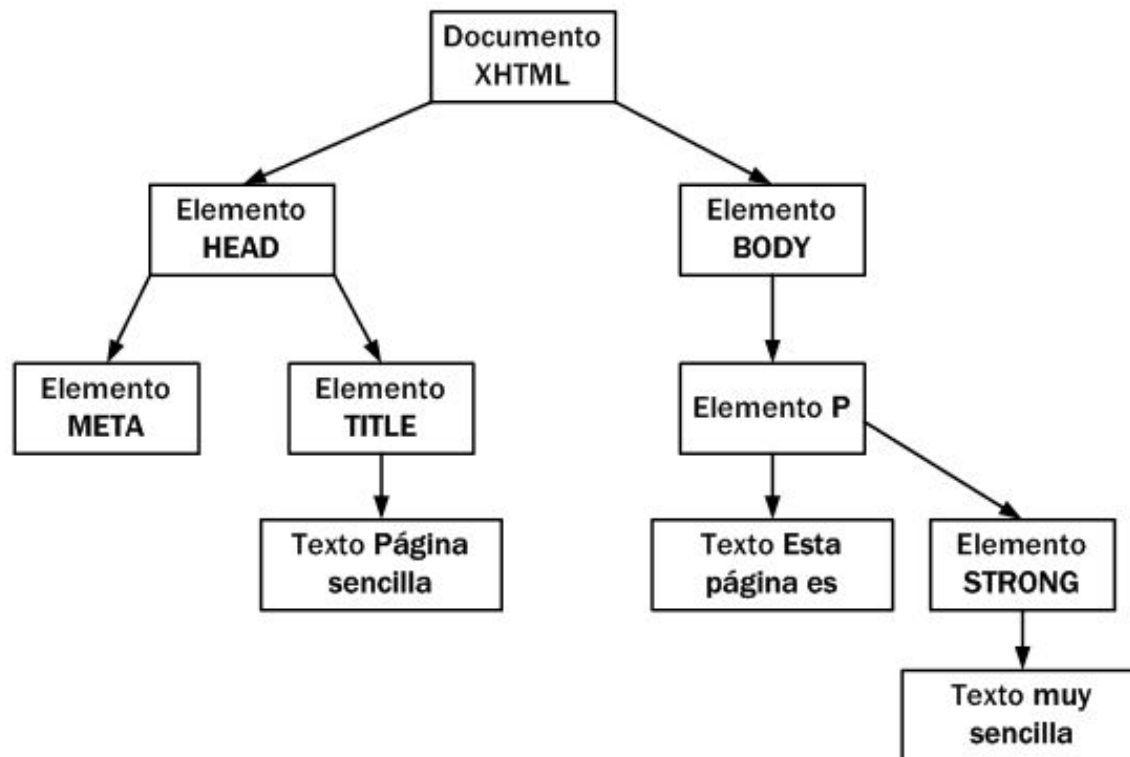 Documento
XHTML
Elemento
HEAD
Elemento
BODY
Elemento
META
Elemento
TITLE
Elemento P
Texto Página
sencilla
Texto Esta
página es
Elemento
STRONG
Texto muy
sencilla